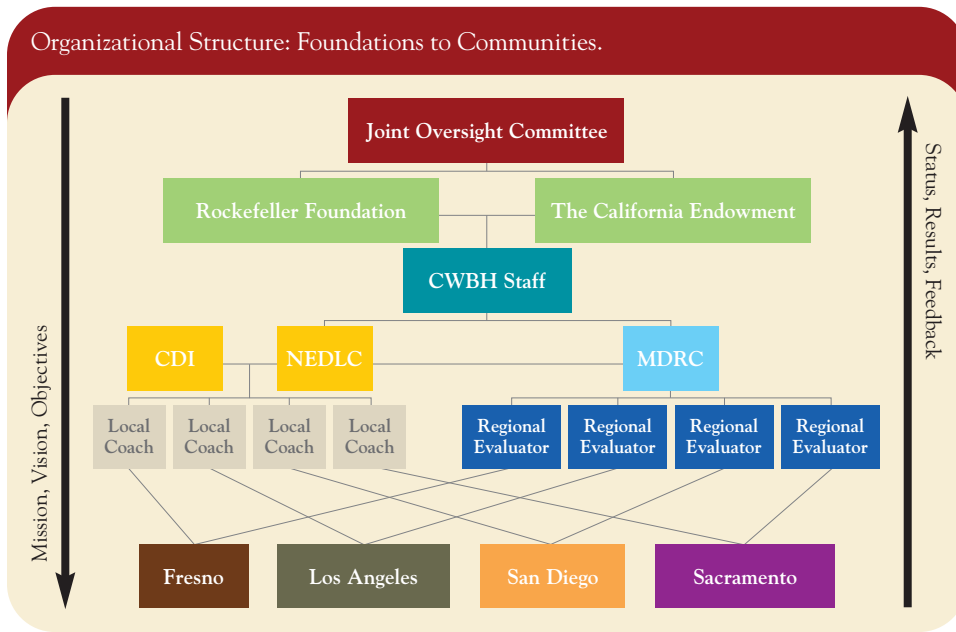 Organizational Structure: Foundations to Communities.
Joint Oversight Committee
Rockefeller Foundation
The California Endowment
CWBH Staff
CDI
NEDLC
MDRC
Local
Coach
Local
Coach
Local
Coach
Local
Coach
Regional
Evaluator
Regional
Evaluator
Regional
Evaluator
Regional
Evaluator
Fresno
Los Angeles
San Diego
Sacramento
Mission, Vision, Objectives
Status, Results, Feedback